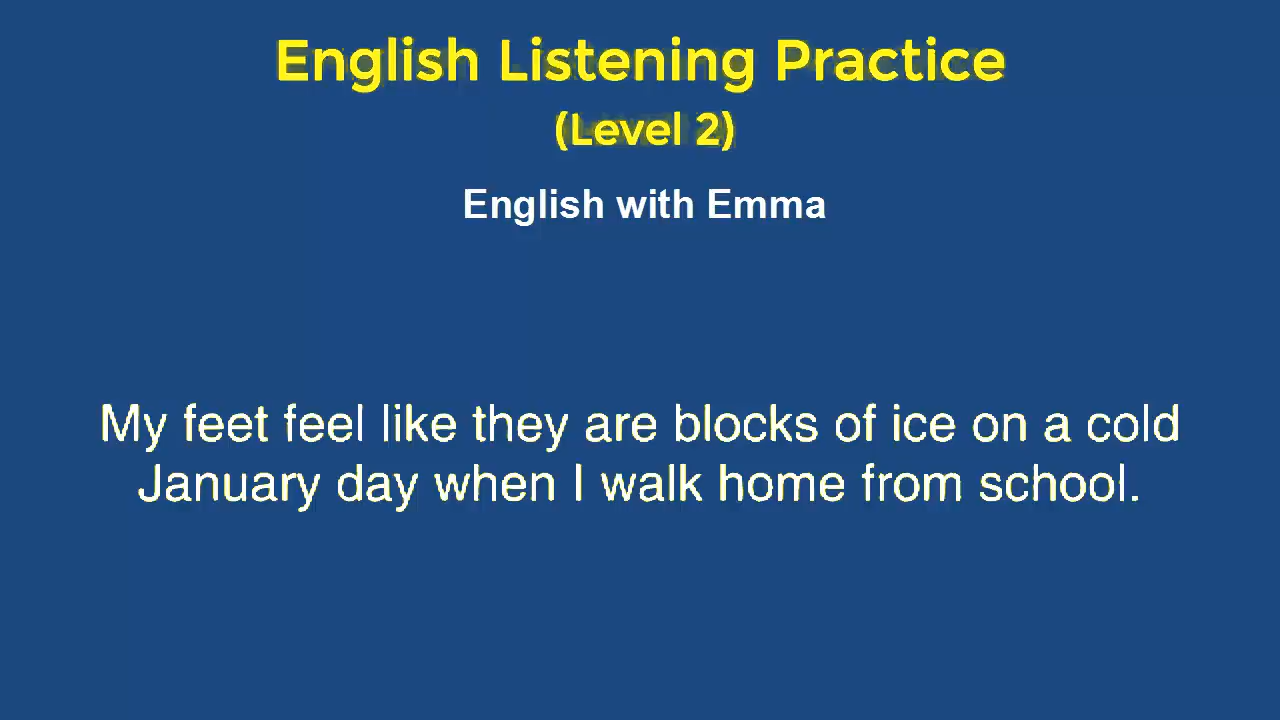 English Listening Practice
(Level 2)
English with Emma
My feet feel like they are blocks of ice on a cold
January day when I walk home from school.